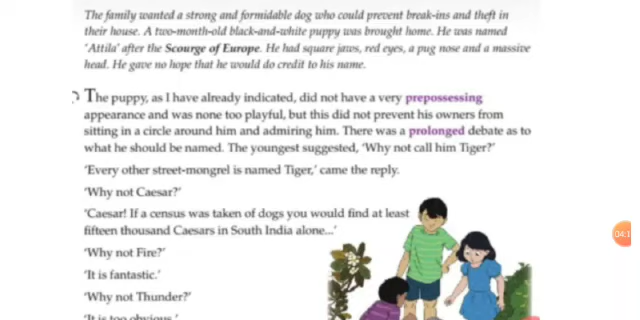 The family wanted a strong and formidable dog who could prevent break-ins and theft in
their house. A two-month-old black-and-white puppy was brought home. He was named
'Attila' after the Scourge of Europe. He had square jaws, red eyes, a pug nose and a massive
head. He gave no hope that he would do credit to his name.
The puppy, as I have already indicated, did not have a very prepossessing
appearance and was none too playful, but this did not prevent his owners from
sitting in a circle around him and admiring him. There was a prolonged debate as to
what he should be named. The youngest suggested, 'Why not call him Tiger?'
'Every other street-mongrel is named Tiger,' came the reply.
'Why not Caesar?'
'Caesar! If a census was taken of dogs you would find at least
fifteen thousand Caesars in South India alone...'
'Why not Fire?'
'It is fantastic.'
'Why not Thunder?'
'It is too obvious.'